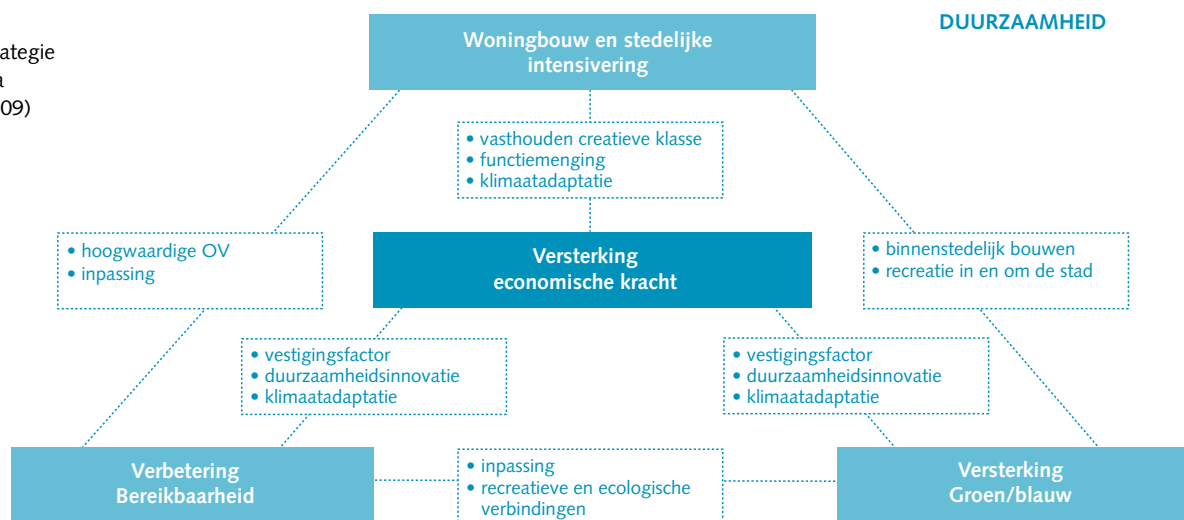 DUURZAAMHEID
ategie
a
09)
Woningbouw en stedelijke
intensivering
• vasthouden creatieve klasse
• functiemenging
• klimaatadaptatie
• hoogwaardige OV
• inpassing
Versterking
economische kracht
• binnenstedelijk bouwen
• recreatie in en om de stad
• vestigingsfactor
• duurzaamheidsinnovatie
• klimaatadaptatie
• vestigingsfactor
• duurzaamheidsinnovatie
• klimaatadaptatie
Verbetering
Bereikbaarheid
• inpassing
• recreatieve en ecologische
verbindingen
Versterking
Groen/blauw